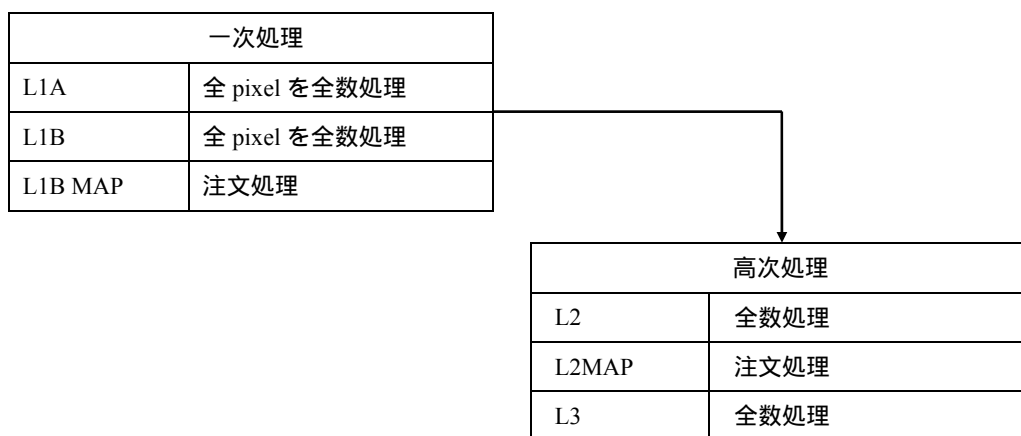 一次処理
L1A 全 pixel を全数処理
L1B 全 pixel を全数処理
L1B MAP 注文処理
高次処理
L2 全数処理
L2MAP 注文処理
L3 全数処理